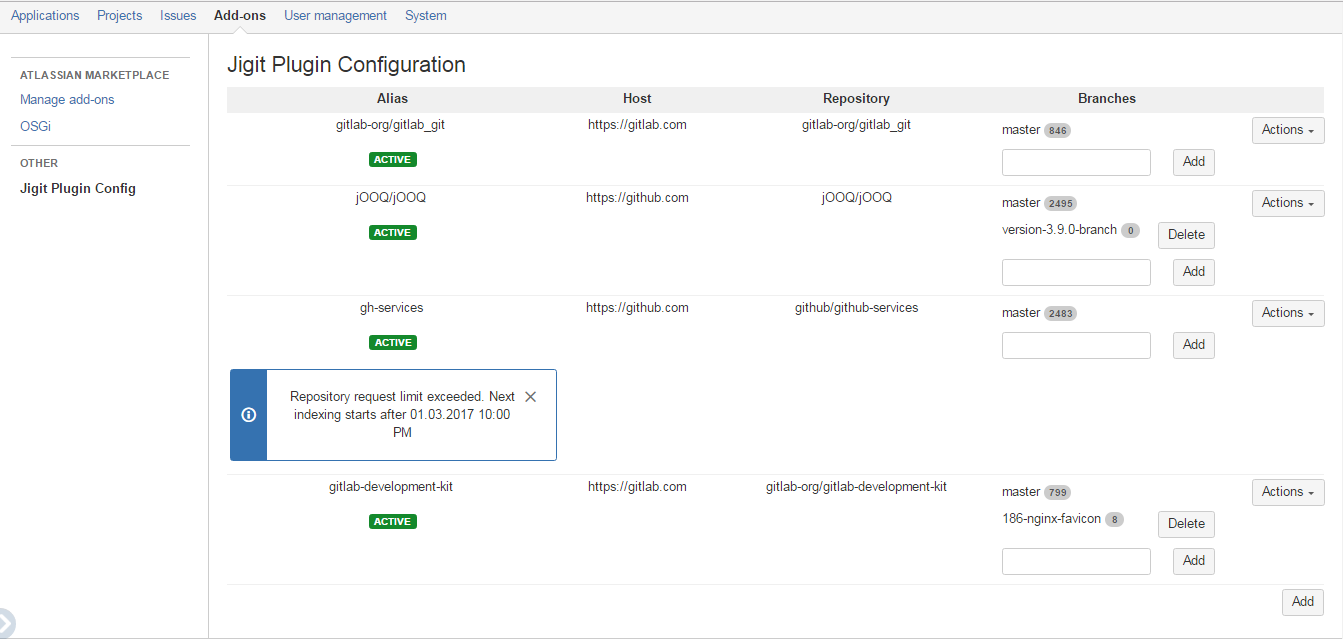 Applications Projects Issues Add-ons User management System
ATLASSIAN MARKETPLACE
Manage add-ons
OSGi
OTHER
Jigit Plugin Config
Jigit Plugin Configuration
Alias Host Repository Branches
gitlab-org/gitlab_git https://gitlab.com gitlab-org/gitlab_git master 846 Actions
ACTIVE Add
jOOQ/jOOQ https://github.com jOOQ/jOOQ master 2495 Actions
ACTIVE version-3.9.0-branch 0 Delete
Add
gh-services https://github.com github/github-services master 2483 Actions
ACTIVE Add
Repository request limit exceeded. Next
indexing starts after 01.03.2017 10:00
PM
gitlab-development-kit https://gitlab.com gitlab-org/gitlab-development-kit master 799 Actions
ACTIVE 186-nginx-favicon 8 Delete
Add
Add